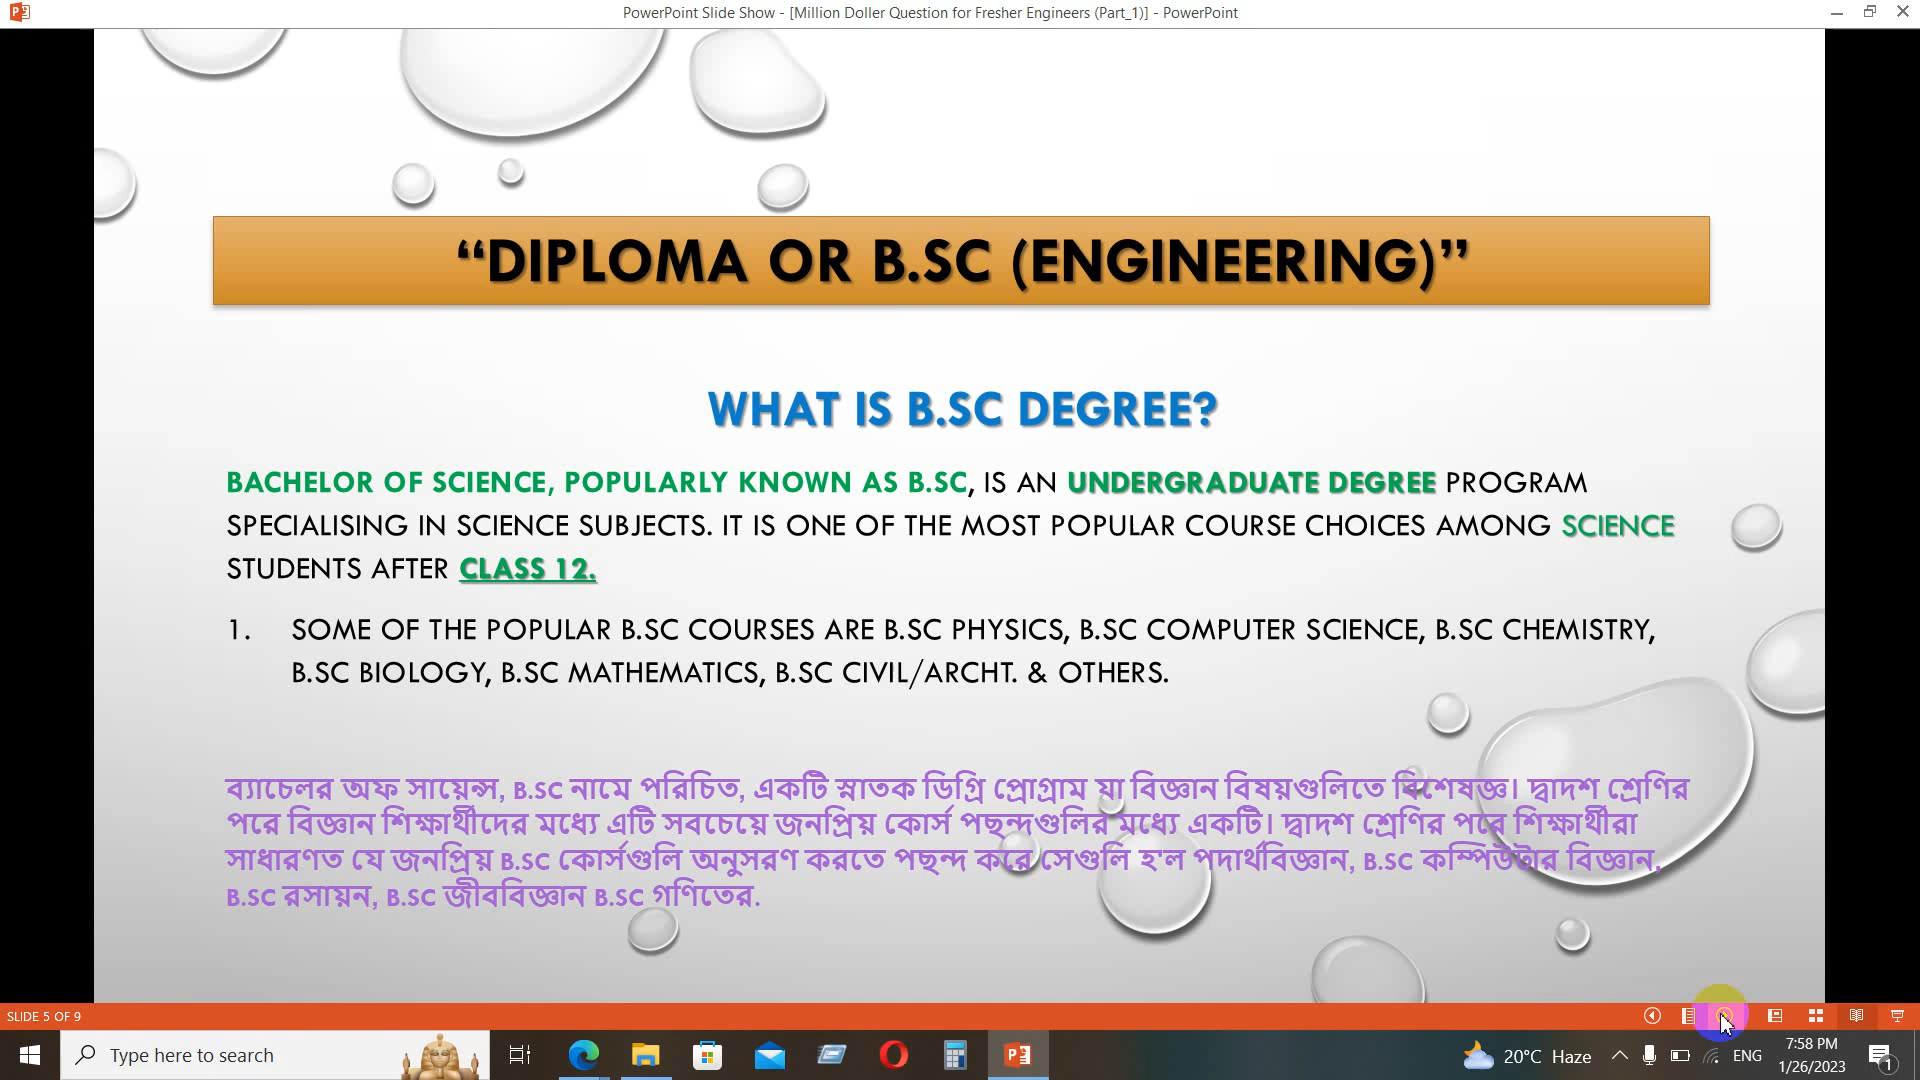 PowerPoint Slide Show - [Million Doller Question for Fresher Engineers (Part_1)] - PowerPoint
“DIPLOMA OR B.SC (ENGINEERING)”
WHAT IS B.SC DEGREE?
BACHELOR OF SCIENCE, POPULARLY KNOWN AS B.SC, IS AN UNDERGRADUATE DEGREE PROGRAM
SPECIALISING IN SCIENCE SUBJECTS. IT IS ONE OF THE MOST POPULAR COURSE CHOICES AMONG SCIENCE
STUDENTS AFTER CLASS 12.
1. SOME OF THE POPULAR B.SC COURSES ARE B.SC PHYSICS, B.SC COMPUTER SCIENCE, B.SC CHEMISTRY,
B.SC BIOLOGY, B.SC MATHEMATICS, B.SC CIVIL/ARCHT. & OTHERS.
ব্যাচেলর অফ সায়েন্স, B.SC নামে পরিচিত, একটি স্নাতক ডিগ্রি প্রোগ্রাম যা বিজ্ঞান বিষয়গুলিতে বিশেষজ্ঞ। দ্বাদশ শ্রেণির
পরে বিজ্ঞান শিক্ষার্থীদের মধ্যে এটি সবচেয়ে জনপ্রিয় কোর্স পছন্দগুলির মধ্যে একটি। দ্বাদশ শ্রেণির পরে শিক্ষার্থীরা
সাধারণত যে জনপ্রিয় B.SC কোর্সগুলি অনুসরণ করতে পছন্দ করে সেগুলি হ'ল পদার্থবিজ্ঞান, B.SC কম্পিউটার বিজ্ঞান,
B.SC রসায়ন, B.SC জীববিজ্ঞান B.SC গণিতের.
SLIDE 5 OF 9
Type here to search
20°C Haze
ENG
7:58 PM
1/26/2023
1